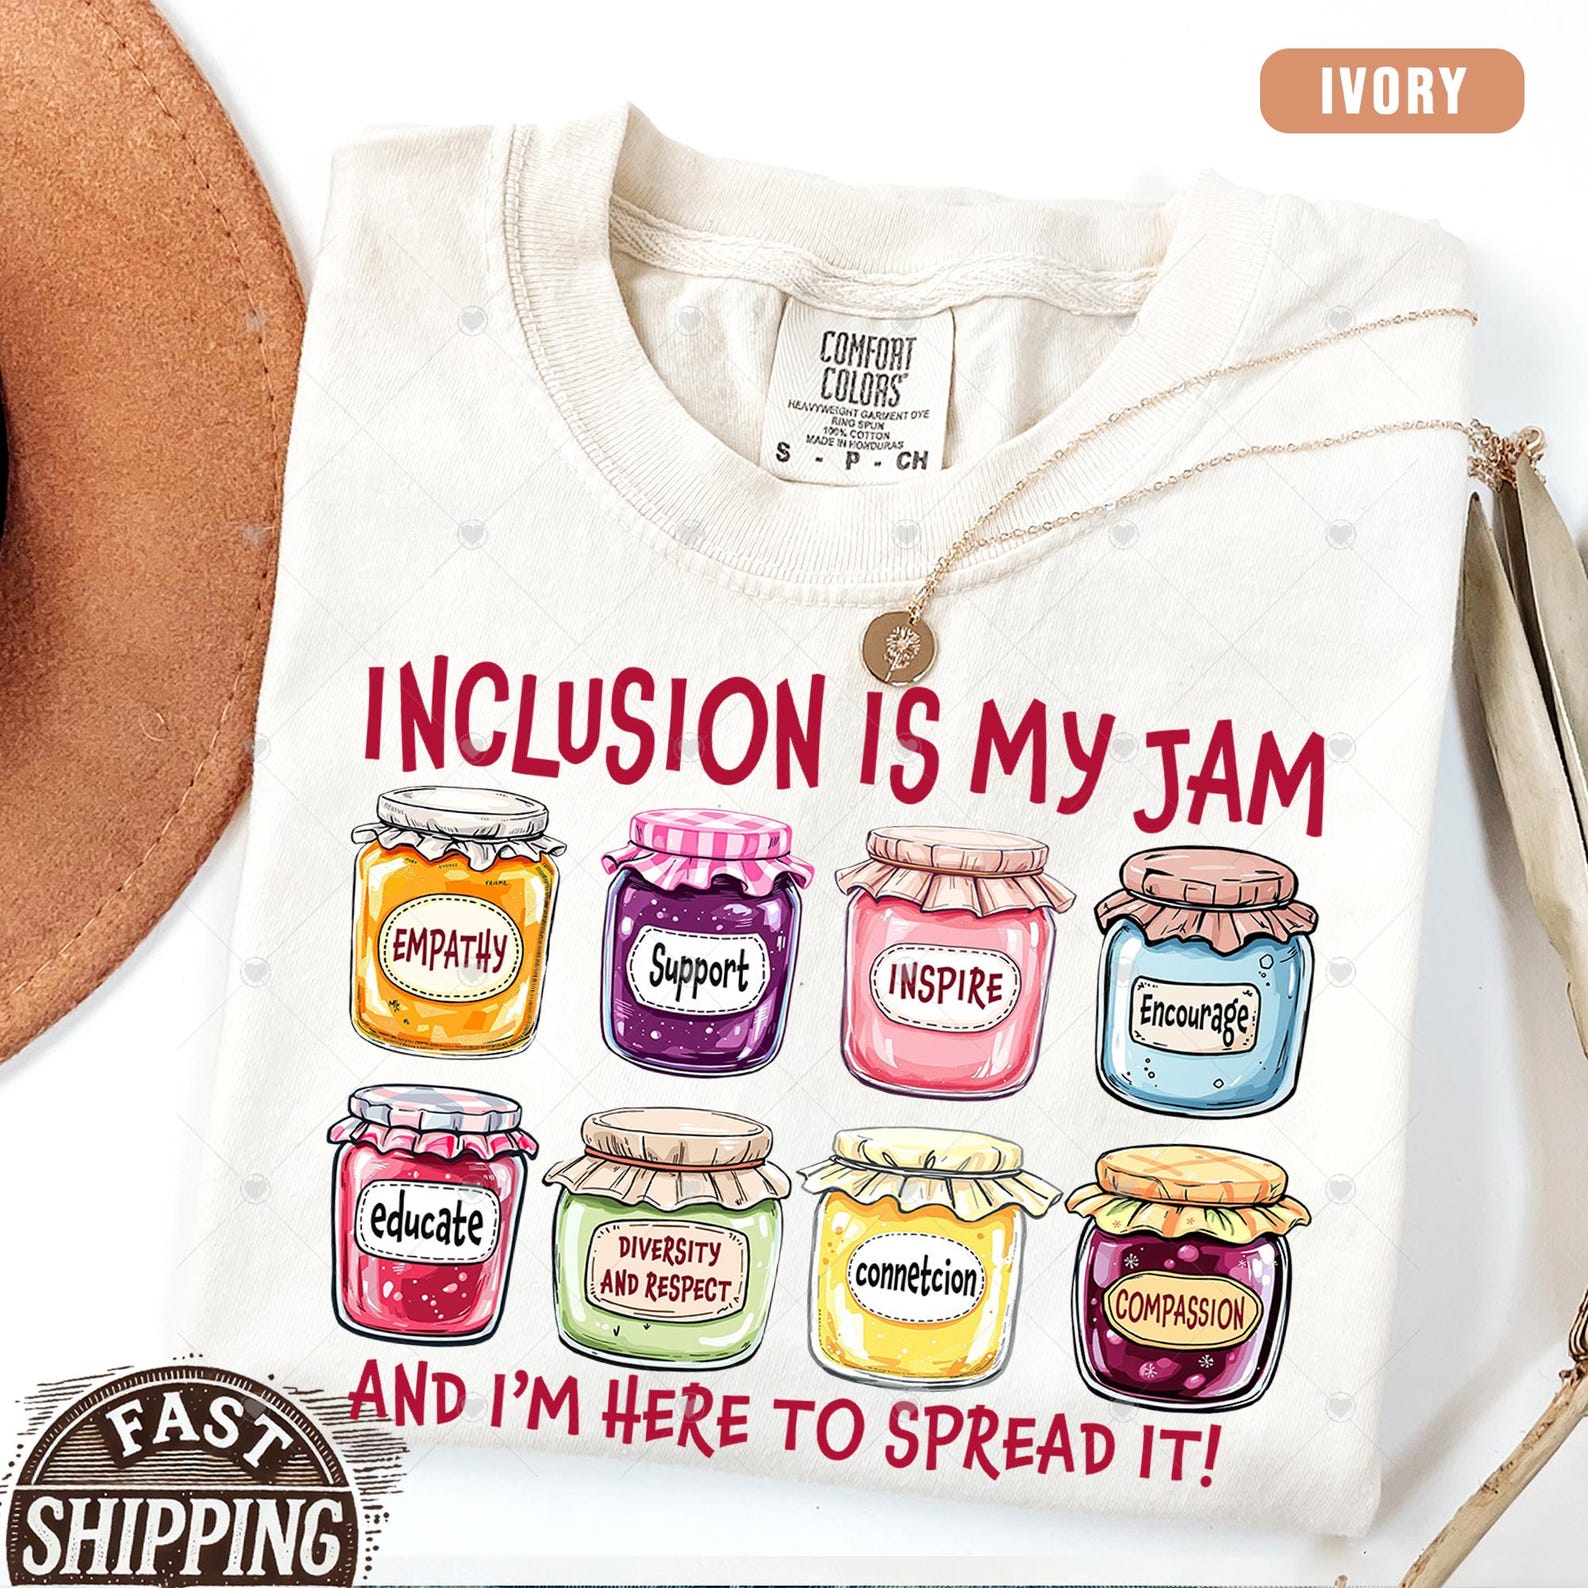 IVORY
COMFORT
COLORS
HEAVYWEIGHT GARMENT DYE
RING SPUN
100% COTTON
MADE IN HONDURAS
S - P - CH
INCLUSION IS MY JAM
EMPATHY
Support
INSPIRE
Encourage
educate
DIVERSITY
AND RESPECT
connetcion
COMPASSION
AND I'M HERE TO SPREAD IT!
FAST
SHIPPING